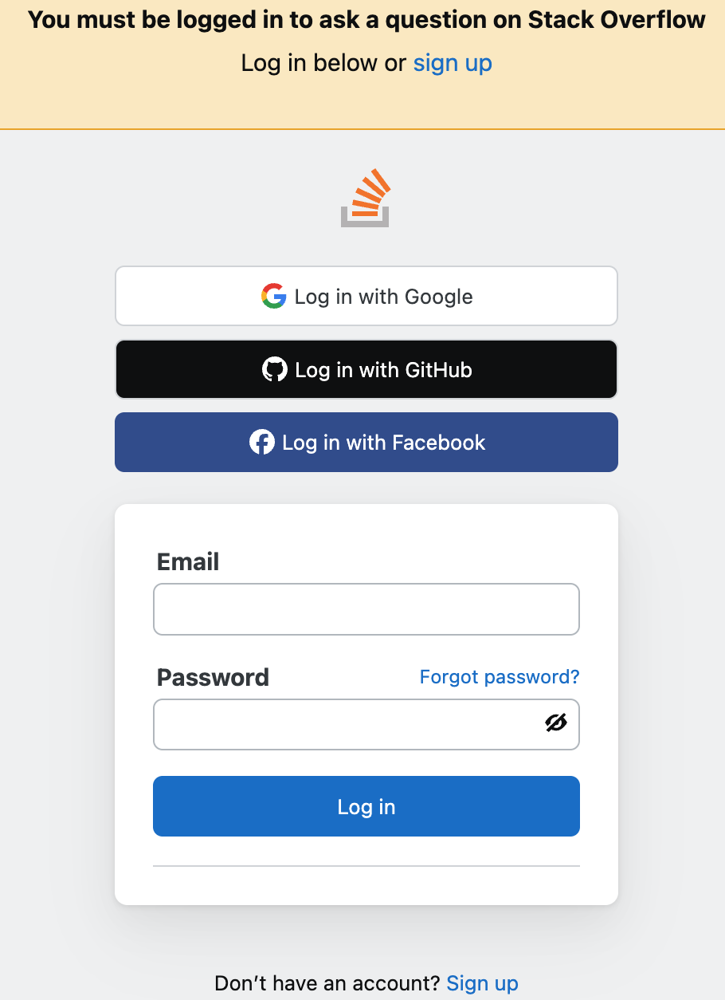 You must be logged in to ask a question on Stack Overflow
Log in below or sign up
Log in with Google
Log in with GitHub
Log in with Facebook
Email
Password Forgot password?
Log in
Don’t have an account? Sign up